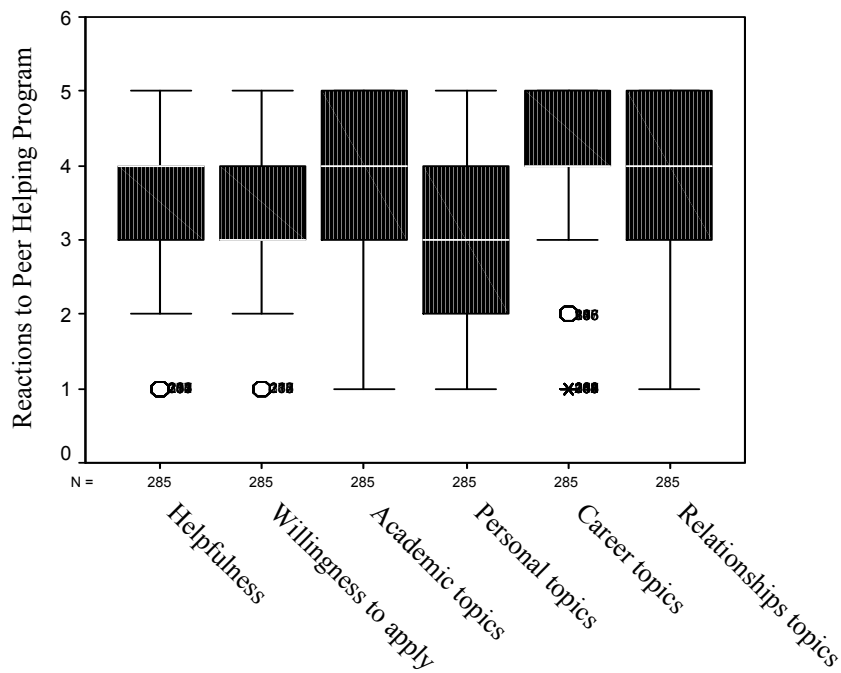 Reactions to Peer Helping Program
6
5
4
3
2
1
0
N =
285
285
285
285
285
285
Helpfulness
Willingness to apply
Academic topics
Personal topics
Career topics
Relationships topics